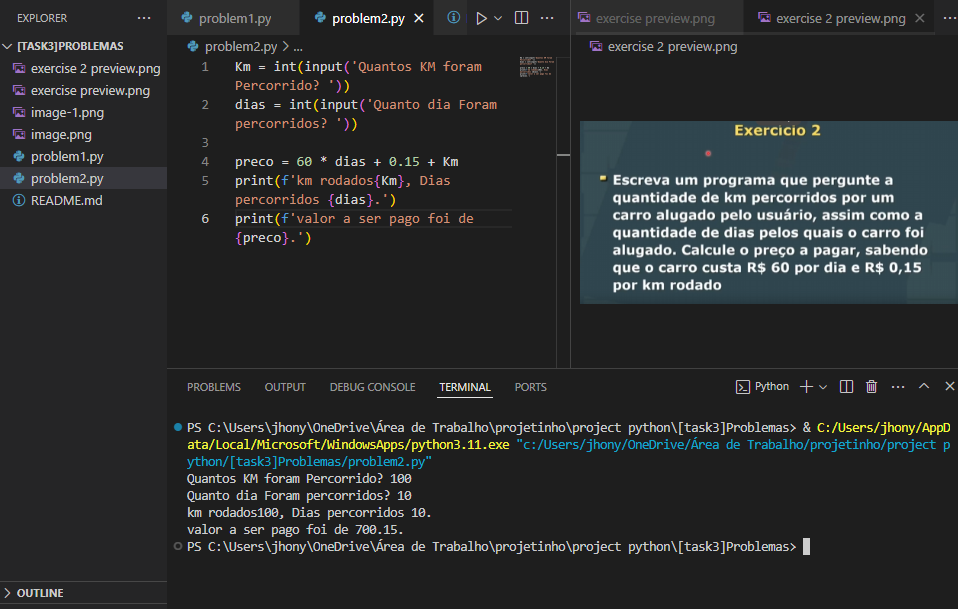 EXPLORER ...
[TASK3]PROBLEMAS
exercise 2 preview.png
exercise preview.png
image-1.png
image.png
problem1.py
problem2.py
README.md
OUTLINE
problem1.py
problem2.py
exercise preview.png
exercise 2 preview.png
problem2.py > ...
1 Km = int(input('Quantos KM foram
Percorrido? '))
2 dias = int(input('Quanto dia Foram
percorridos? '))
3
4 preco = 60 * dias + 0.15 + Km
5 print(f'km rodados{Km}, Dias
percorridos {dias}.')
6 print(f'valor a ser pago foi de
{preco}.')
exercise 2 preview.png
Exercicio 2
Escreva um programa que pergunte a
quantidade de km percorridos por um
carro alugado pelo usuário, assim como a
quantidade de dias pelos quais o carro foi
alugado. Calcule o preço a pagar, sabendo
que o carro custa R$ 60 por dia e R$ 0,15
por km rodado
PROBLEMS OUTPUT DEBUG CONSOLE TERMINAL PORTS
Python
PS C:\Users\jhony\OneDrive\Área de Trabalho\projetinho\project python\[task3]Problemas> & C:/Users/jhony/AppD
ata/Local/Microsoft/WindowsApps/python3.11.exe "c:/Users/jhony/OneDrive/Área de Trabalho/projetinho/project p
ython/[task3]Problemas/problem2.py"
Quantos KM foram Percorrido? 100
Quanto dia Foram percorridos? 10
km rodados100, Dias percorridos 10.
valor a ser pago foi de 700.15.
PS C:\Users\jhony\OneDrive\Área de Trabalho\projetinho\project python\[task3]Problemas>